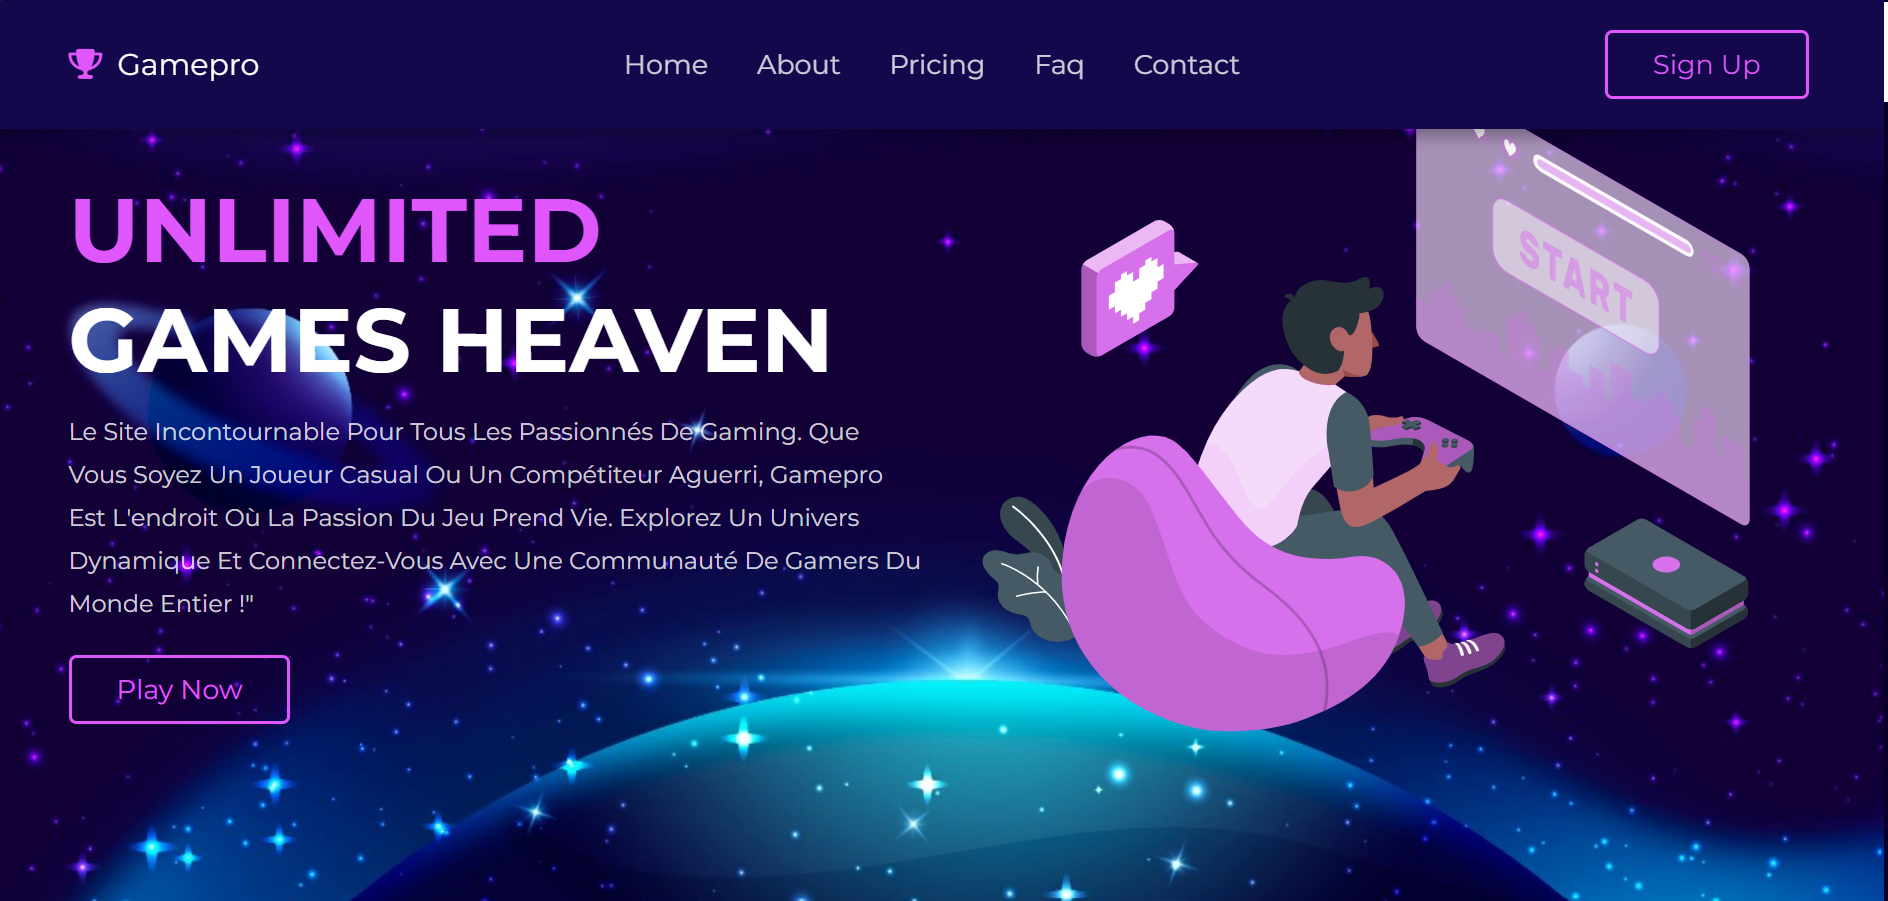 Gamepro
Home About Pricing Faq Contact
Sign Up
UNLIMITED
GAMES HEAVEN
Le Site Incontournable Pour Tous Les Passionnés De Gaming. Que
Vous Soyez Un Joueur Casual Ou Un Compétiteur Aguerri, Gamepro
Est L'endroit Où La Passion Du Jeu Prend Vie. Explorez Un Univers
Dynamique Et Connectez-Vous Avec Une Communauté De Gamers Du
Monde Entier !"
Play Now
START